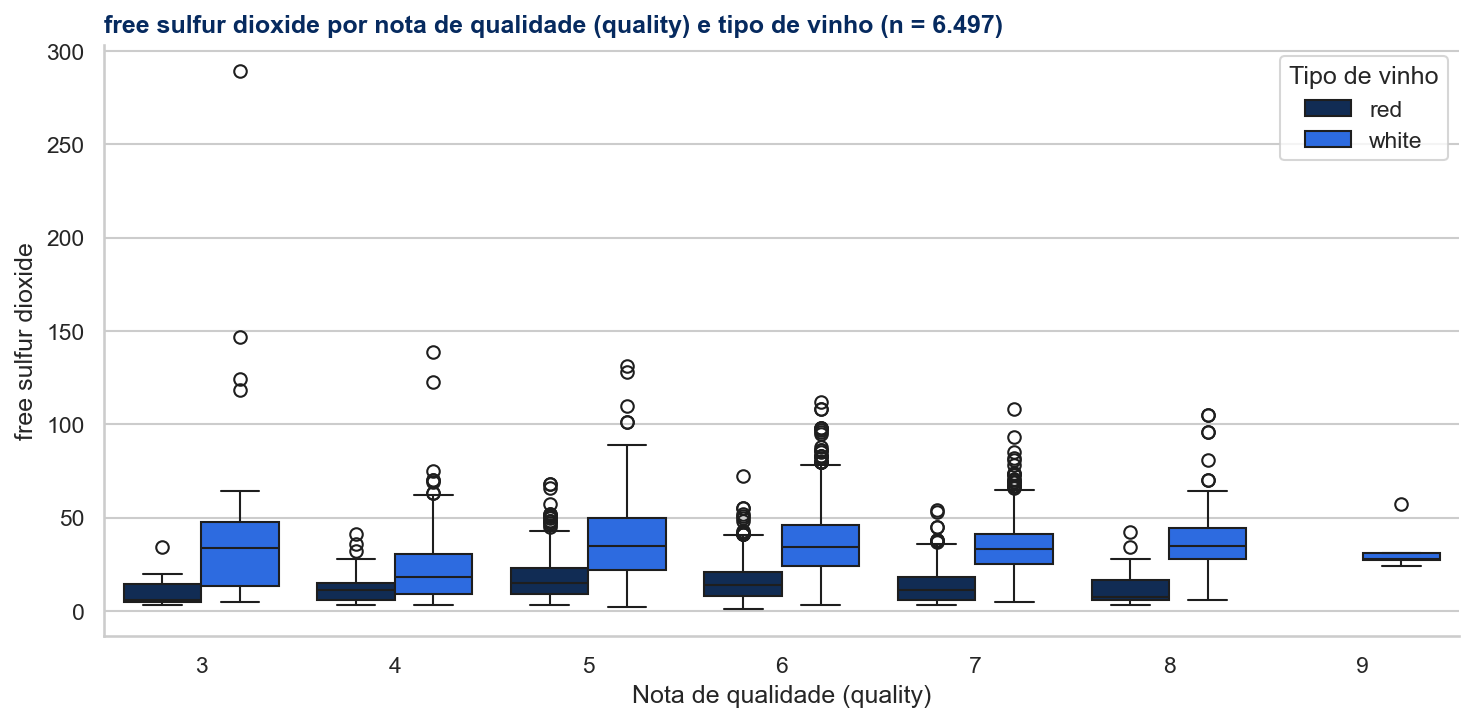 free sulfur dioxide por nota de qualidade (quality) e tipo de vinho (n = 6.497)
Tipo de vinho
red
white
free sulfur dioxide
300
250
200
150
100
50
0
3 4 5 6 7 8 9
Nota de qualidade (quality)